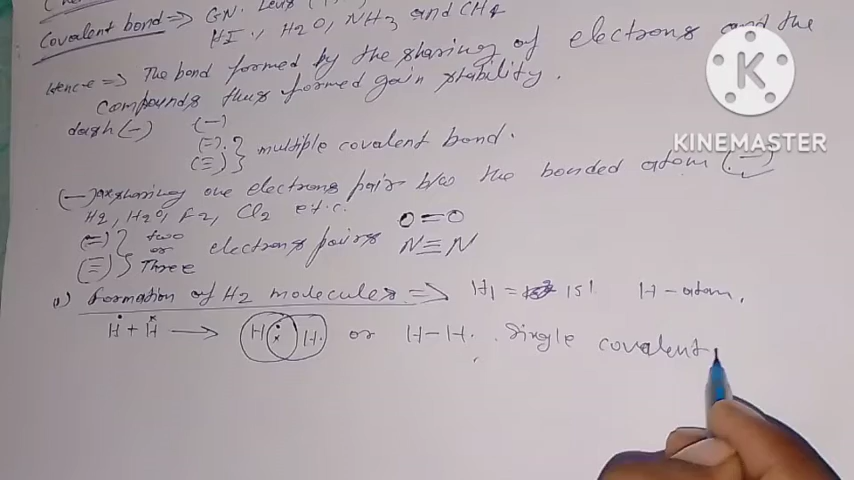 Covalent bond => G.N. Lewis
HI., H2O, NH3 and CH4
Hence => The bond formed by the sharing of electrons and the
compounds thus formed gain stability.
dash (-) (-)
(=)
(≡) } multiple covalent bond.
(-) sharing one electrons pair b/w the bonded atom (-)
H2, H2O, F2, Cl2 e.t.c.
(=) } two or electrons pairs O=O
(≡) } Three N≡N
Formation of H2 molecules => H1 = 1s1 H-atom,
H + H → H H. or H-H. Single covalent
K
KINEMASTER